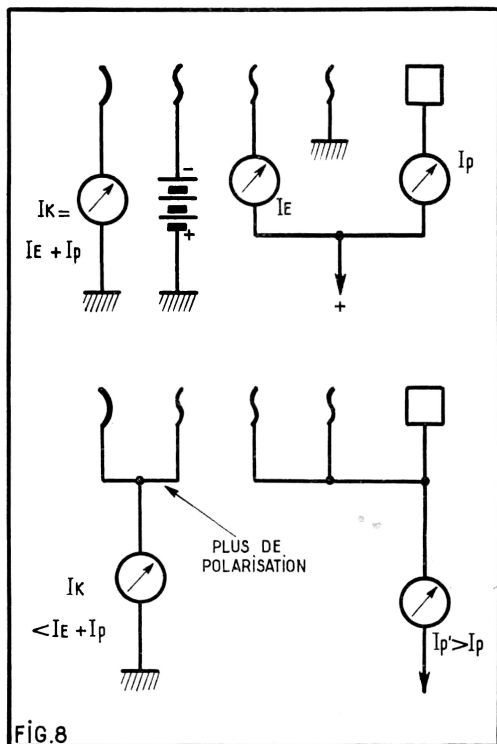 -
+
IK =
IE + Ip
IE
Ip
+
PLUS DE
POLARISATION
IK
<IE + Ip
Ip'>Ip
FIG.8